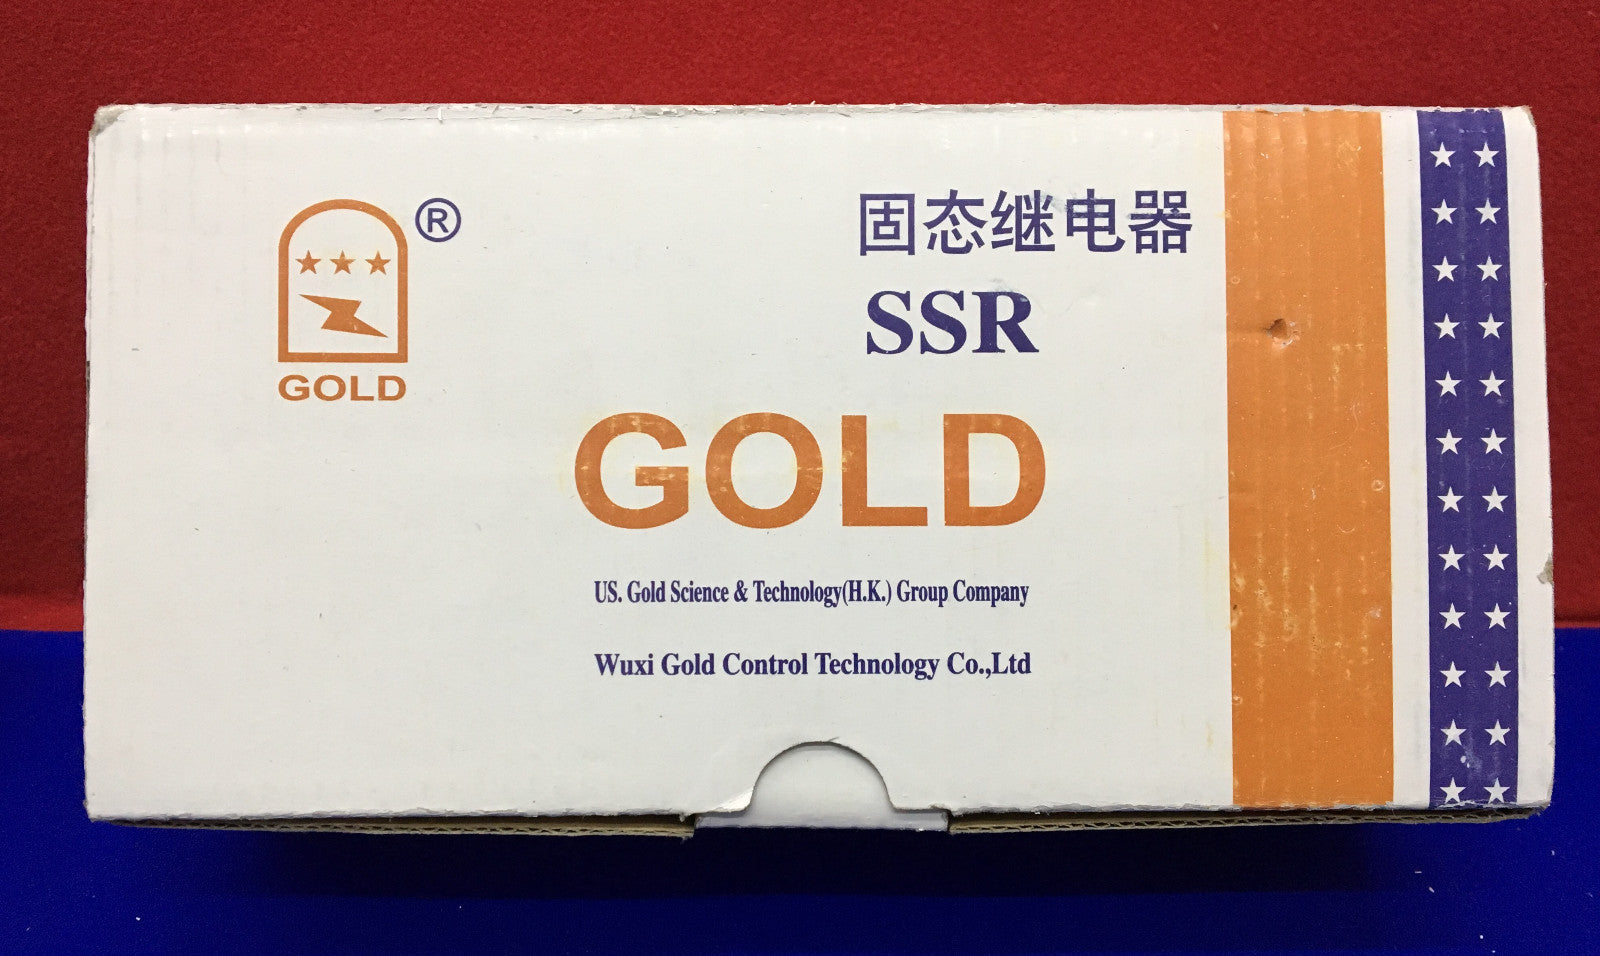 ®
GOLD
固态继电器
SSR
GOLD
US. Gold Science & Technology(H.K.) Group Company
Wuxi Gold Control Technology Co.,Ltd